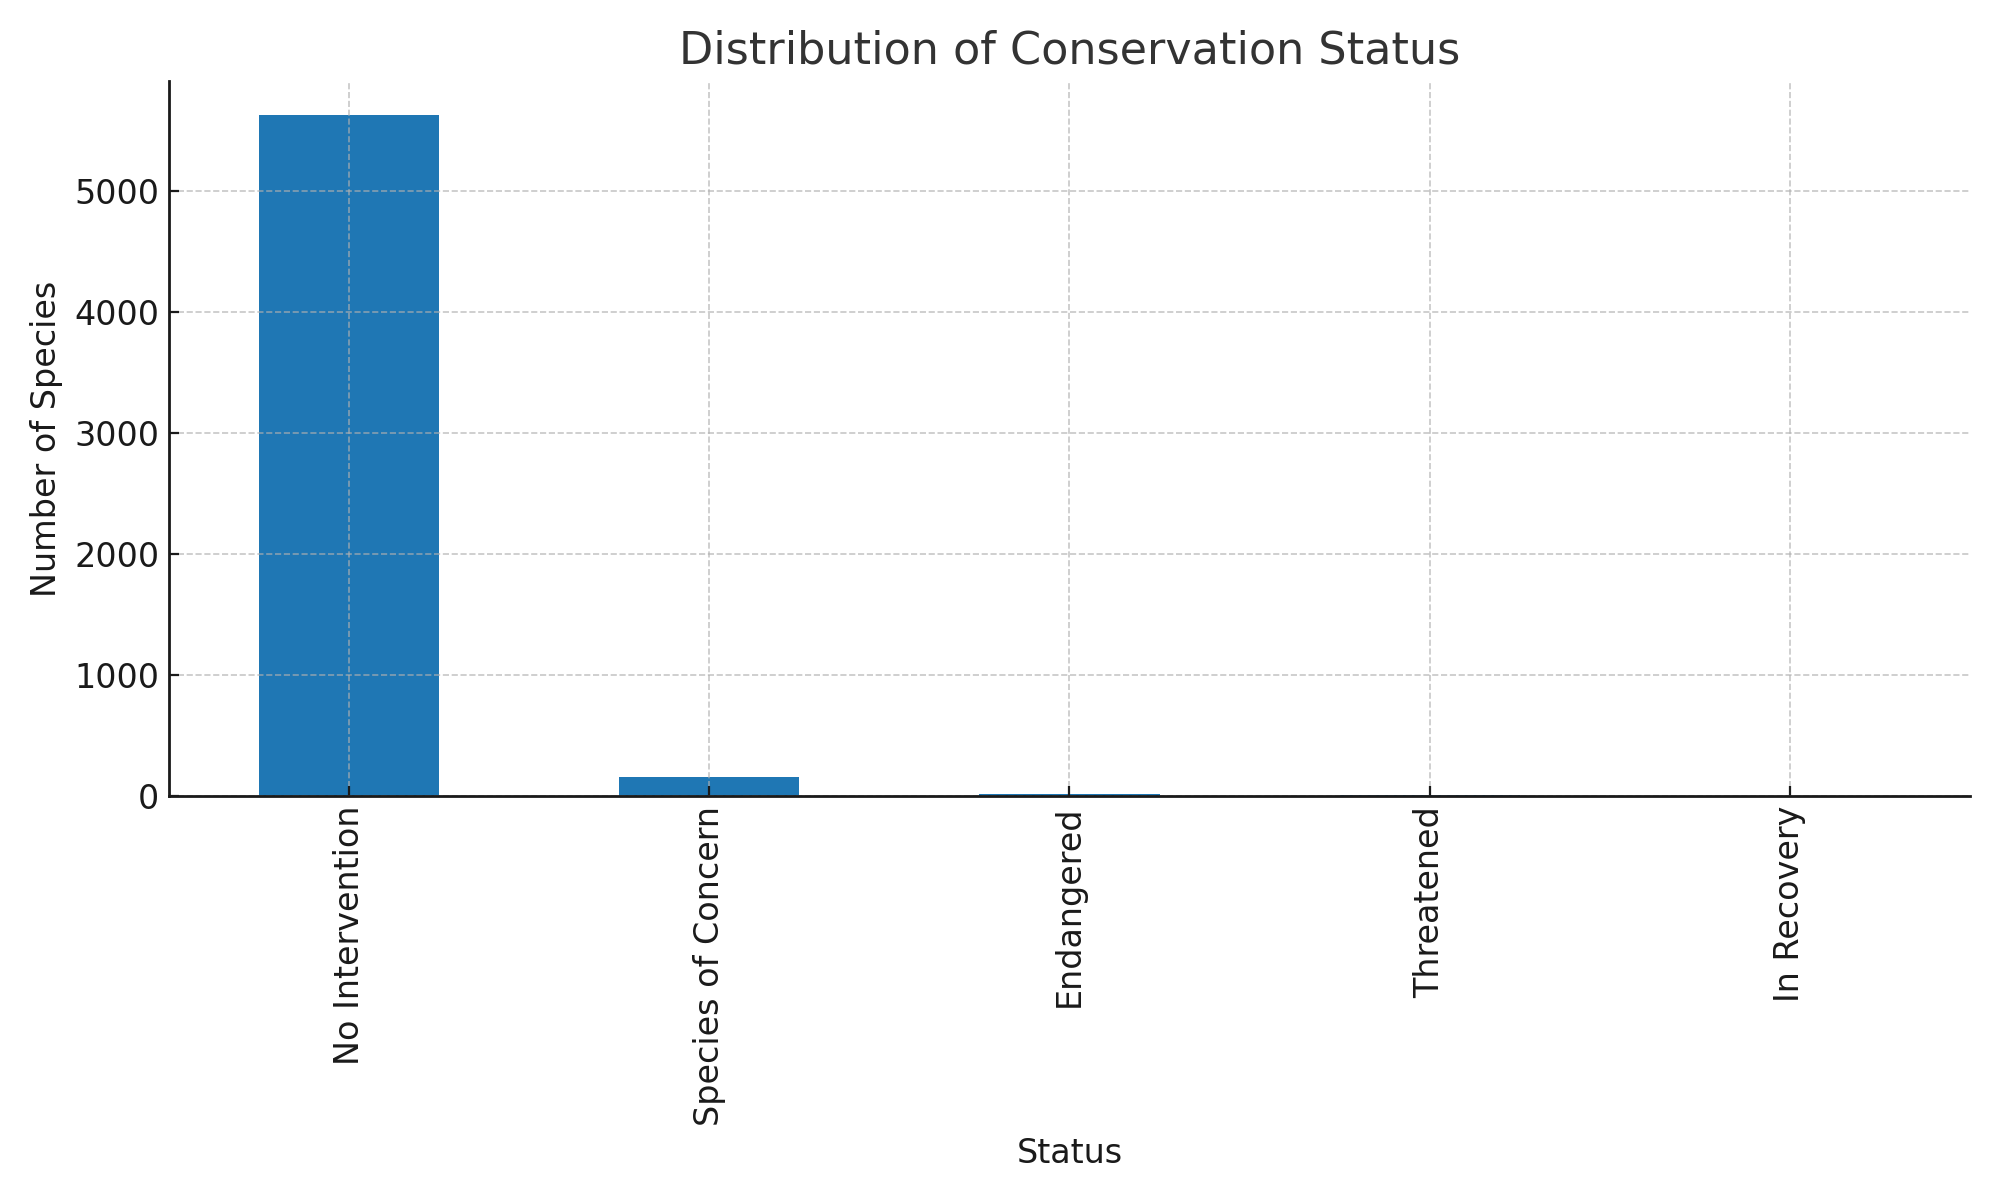 Distribution of Conservation Status
Number of Species
5000
4000
3000
2000
1000
0
No Intervention
Species of Concern
Endangered
Threatened
In Recovery
Status